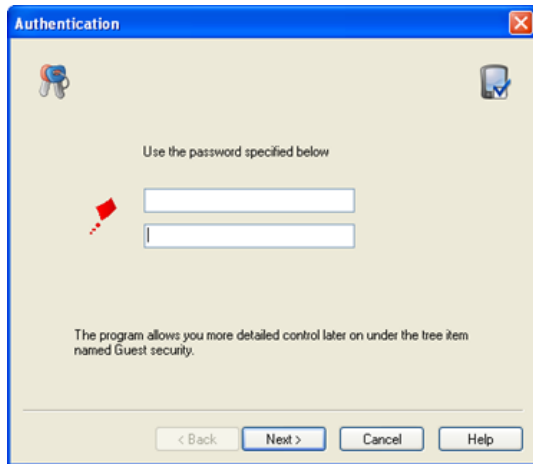 Authentication
Use the password specified below
The program allows you more detailed control later on under the tree item
named Guest security.
< Back
Next >
Cancel
Help